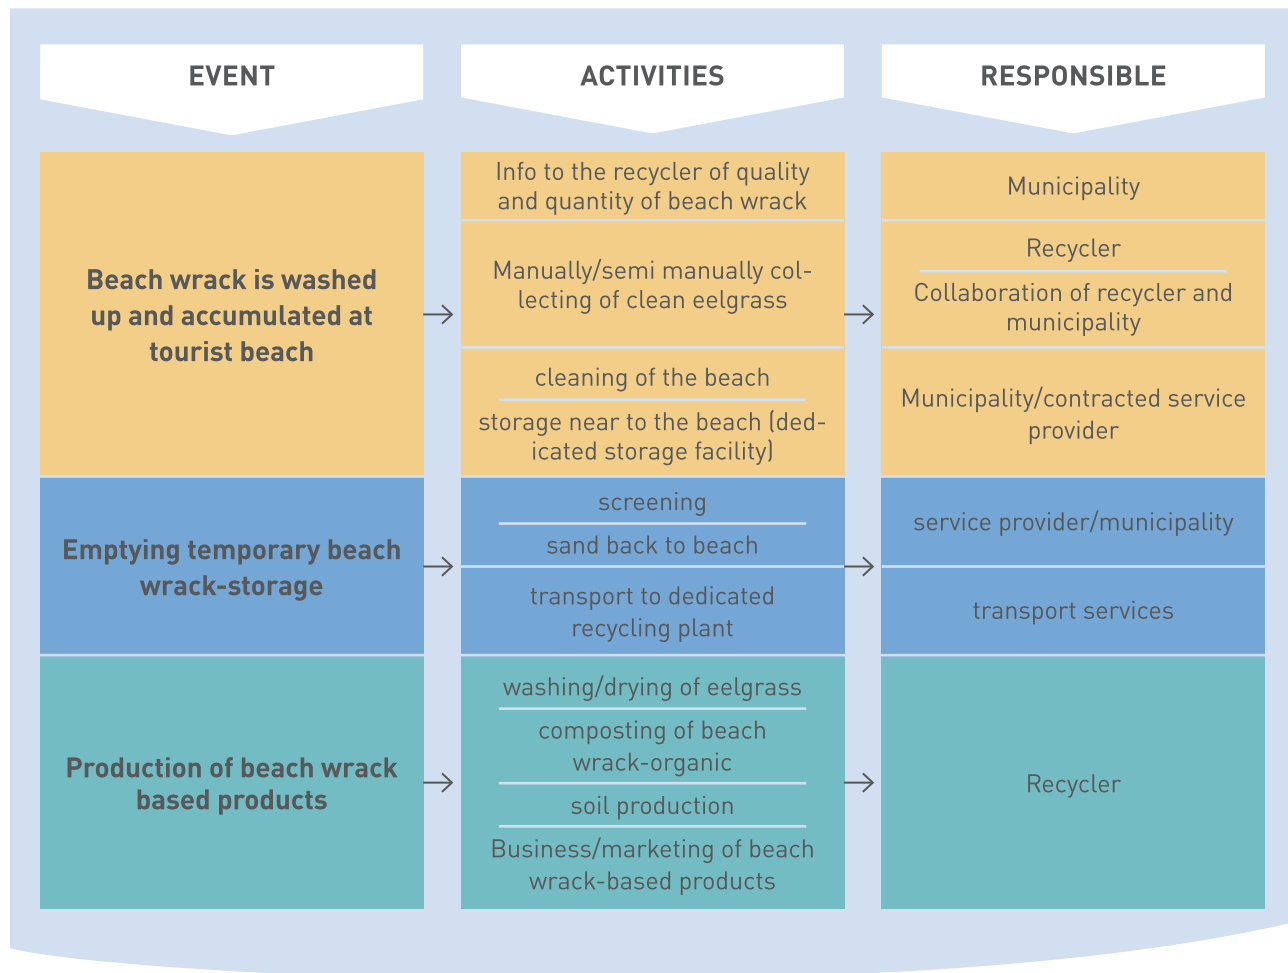 EVENT
ACTIVITIES
RESPONSIBLE
Beach wrack is washed
up and accumulated at
tourist beach
Info to the recycler of quality
and quantity of beach wrack
Municipality
Manually/semi manually col-
lecting of clean eelgrass
Recycler
Collaboration of recycler and
municipality
cleaning of the beach
storage near to the beach (ded-
icated storage facility)
Municipality/contracted service
provider
Emptying temporary beach
wrack-storage
screening
sand back to beach
service provider/municipality
transport to dedicated
recycling plant
transport services
Production of beach wrack
based products
washing/drying of eelgrass
composting of beach
wrack-organic
soil production
Business/marketing of beach
wrack-based products
Recycler